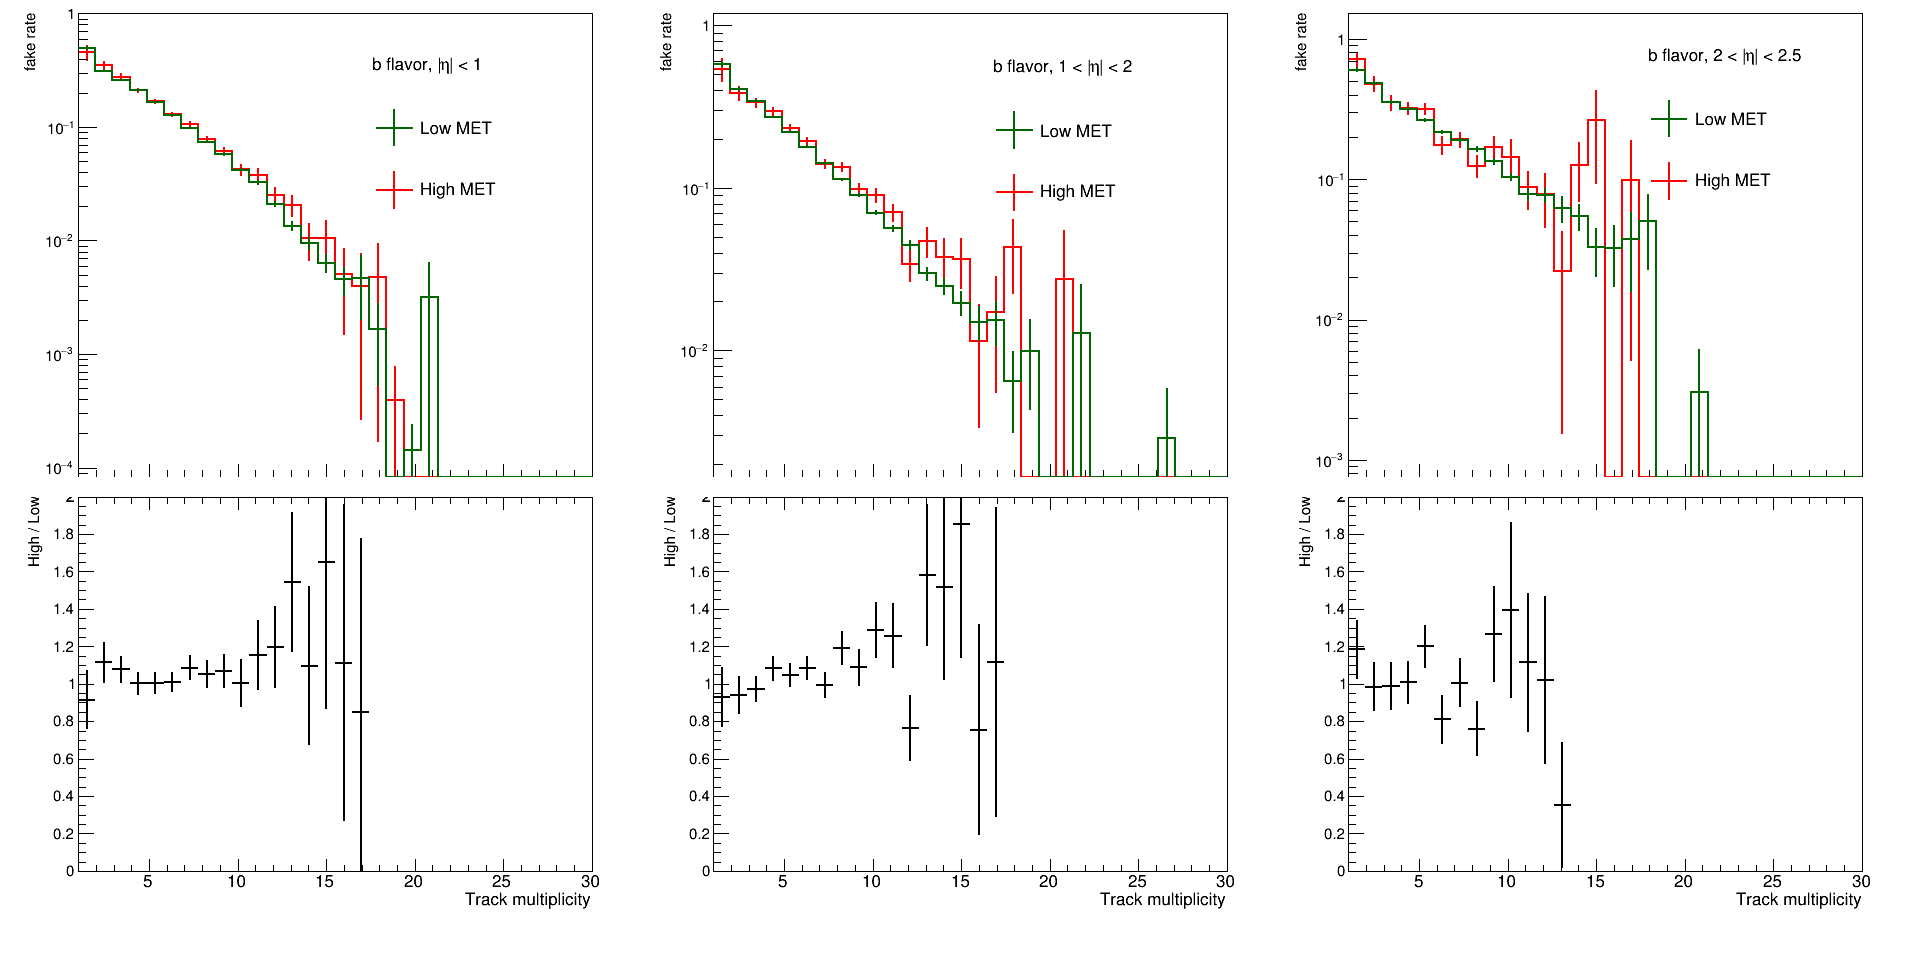 fake rate
1
10⁻¹
10⁻²
10⁻³
10⁻⁴
b flavor, |η| < 1
Low MET
High MET
High / Low
2
1.8
1.6
1.4
1.2
1
0.8
0.6
0.4
0.2
0
5 10 15 20 25 30
Track multiplicity
fake rate
1
10⁻¹
10⁻²
b flavor, 1 < |η| < 2
Low MET
High MET
High / Low
2
1.8
1.6
1.4
1.2
1
0.8
0.6
0.4
0.2
0
5 10 15 20 25 30
Track multiplicity
fake rate
1
10⁻¹
10⁻²
10⁻³
b flavor, 2 < |η| < 2.5
Low MET
High MET
High / Low
2
1.8
1.6
1.4
1.2
1
0.8
0.6
0.4
0.2
0
5 10 15 20 25 30
Track multiplicity